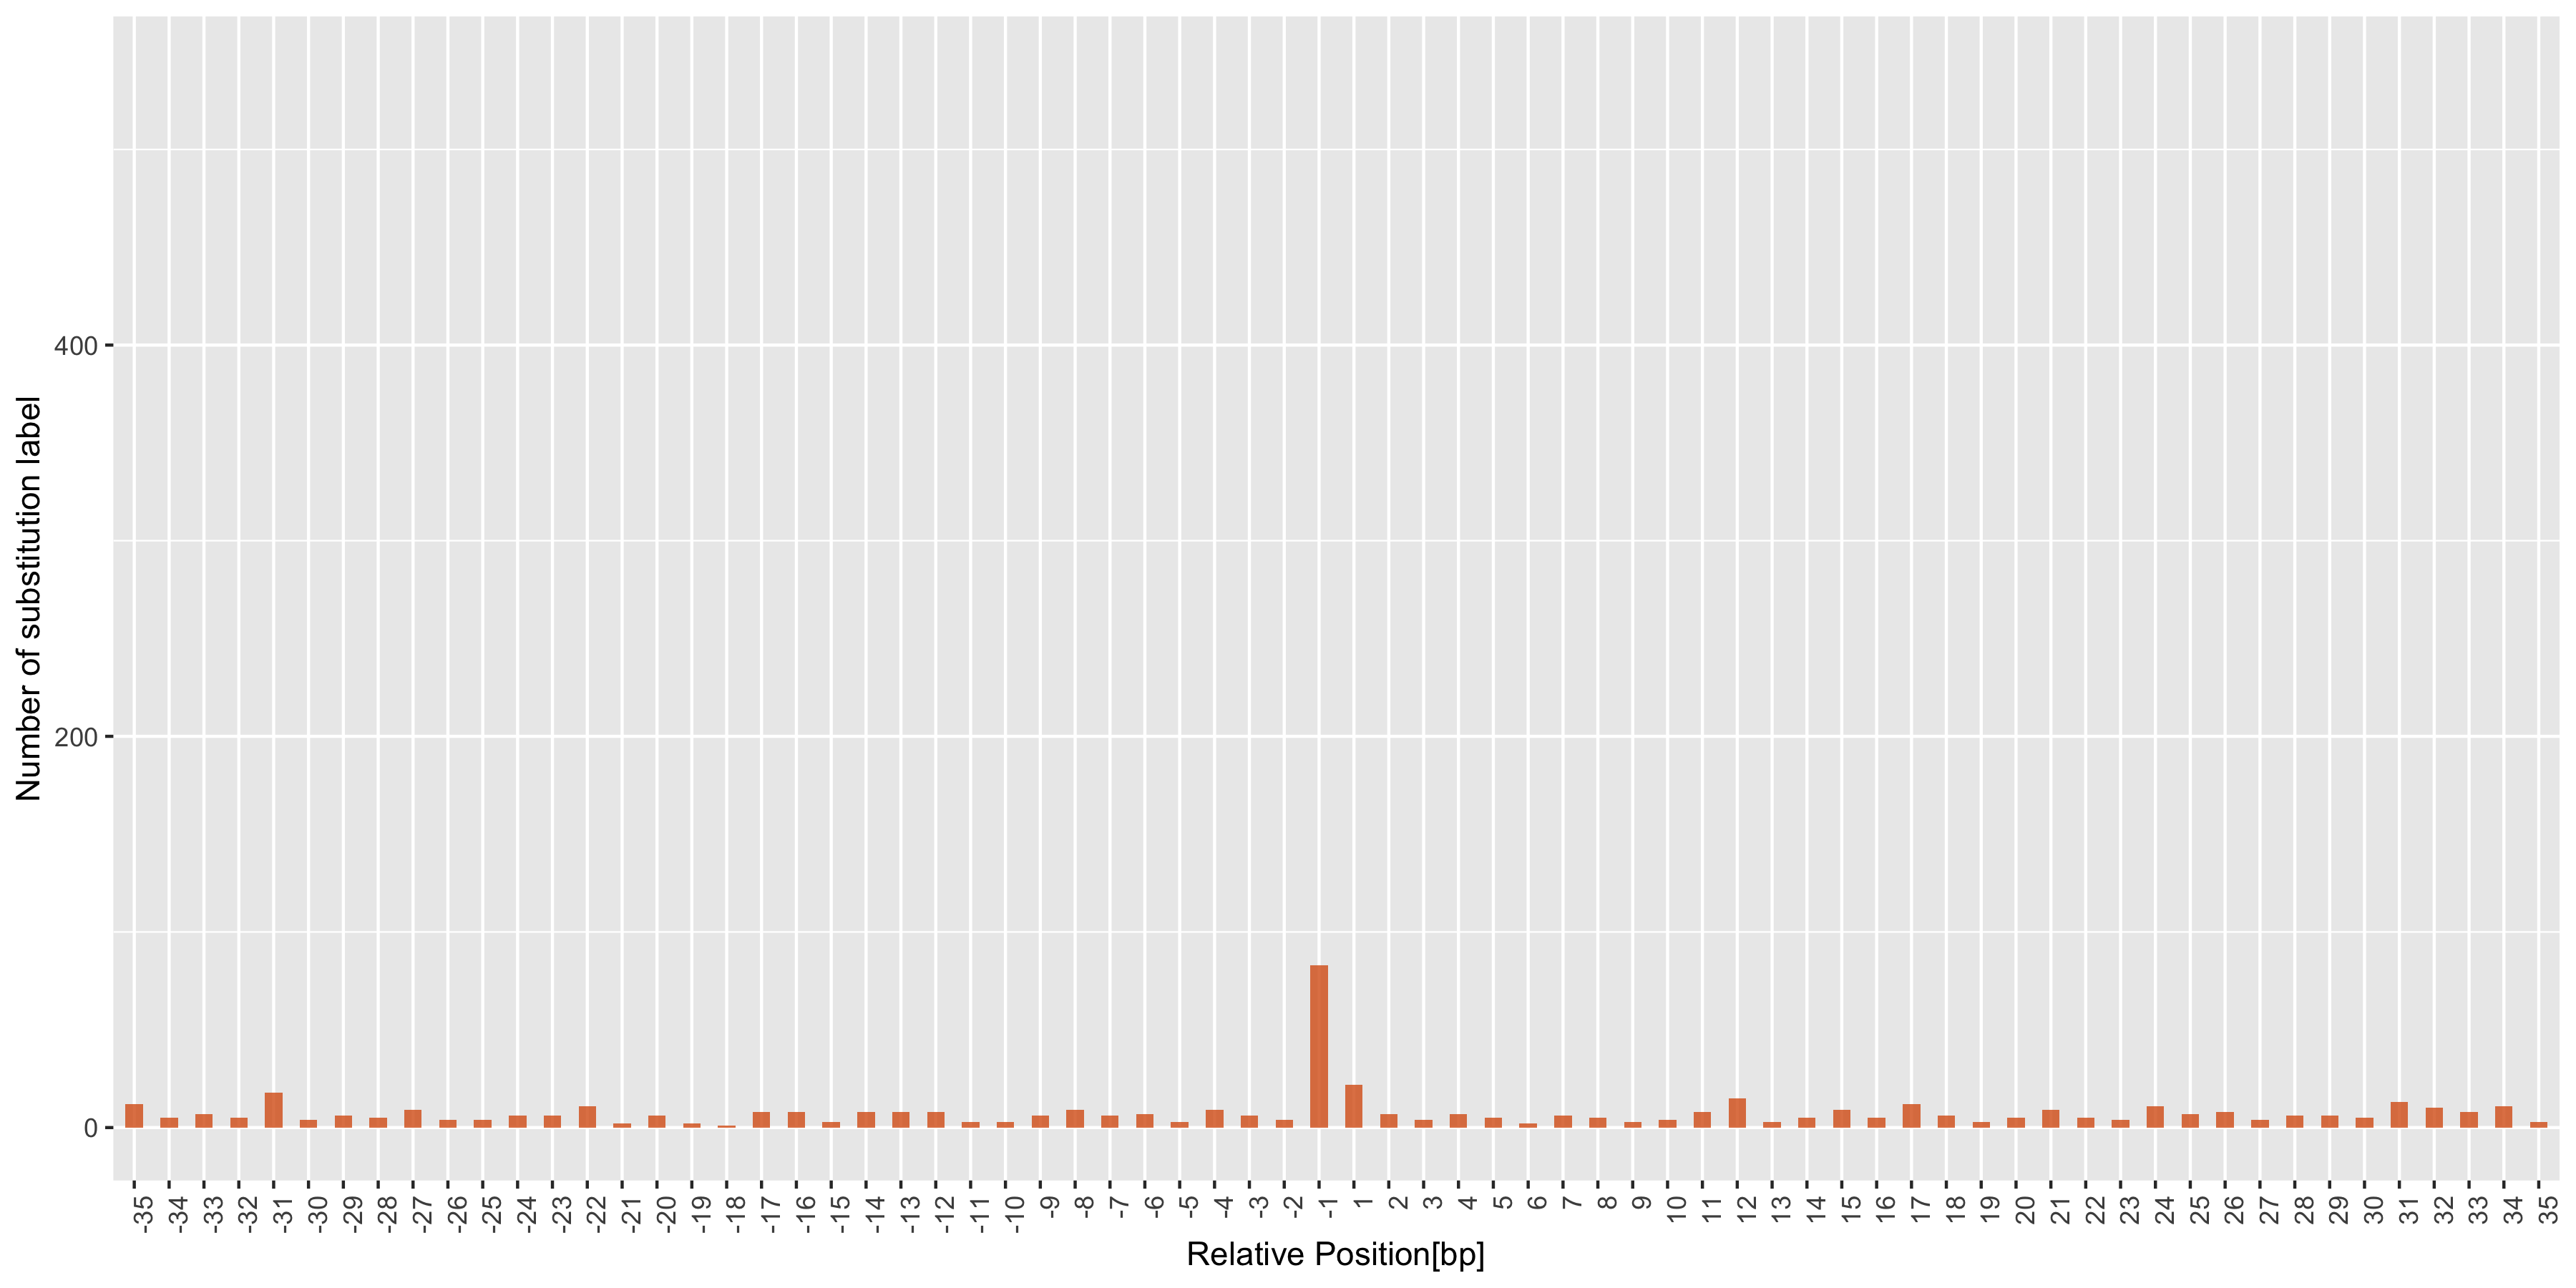 Number of substitution label
400
200
0
-35 -34 -33 -32 -31 -30 -29 -28 -27 -26 -25 -24 -23 -22 -21 -20 -19 -18 -17 -16 -15 -14 -13 -12 -11 -10 -9 -8 -7 -6 -5 -4 -3 -2 -1 1 2 3 4 5 6 7 8 9 10 11 12 13 14 15 16 17 18 19 20 21 22 23 24 25 26 27 28 29 30 31 32 33 34 35
Relative Position[bp]